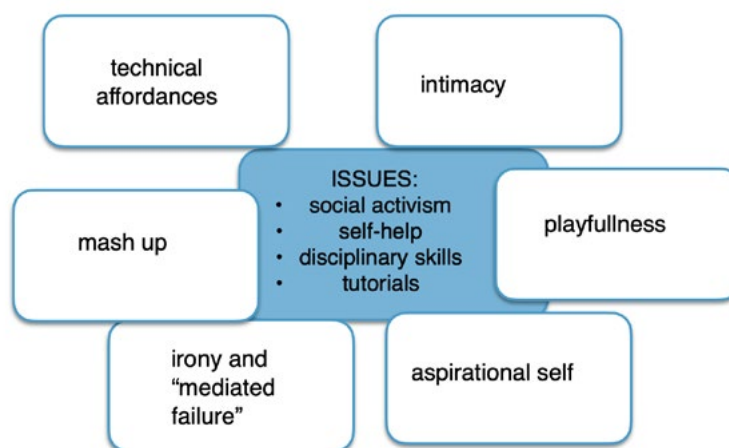 technical
affordances
intimacy
ISSUES:
• social activism
• self-help
• disciplinary skills
• tutorials
mash up
playfullness
irony and
“mediated
failure”
aspirational self